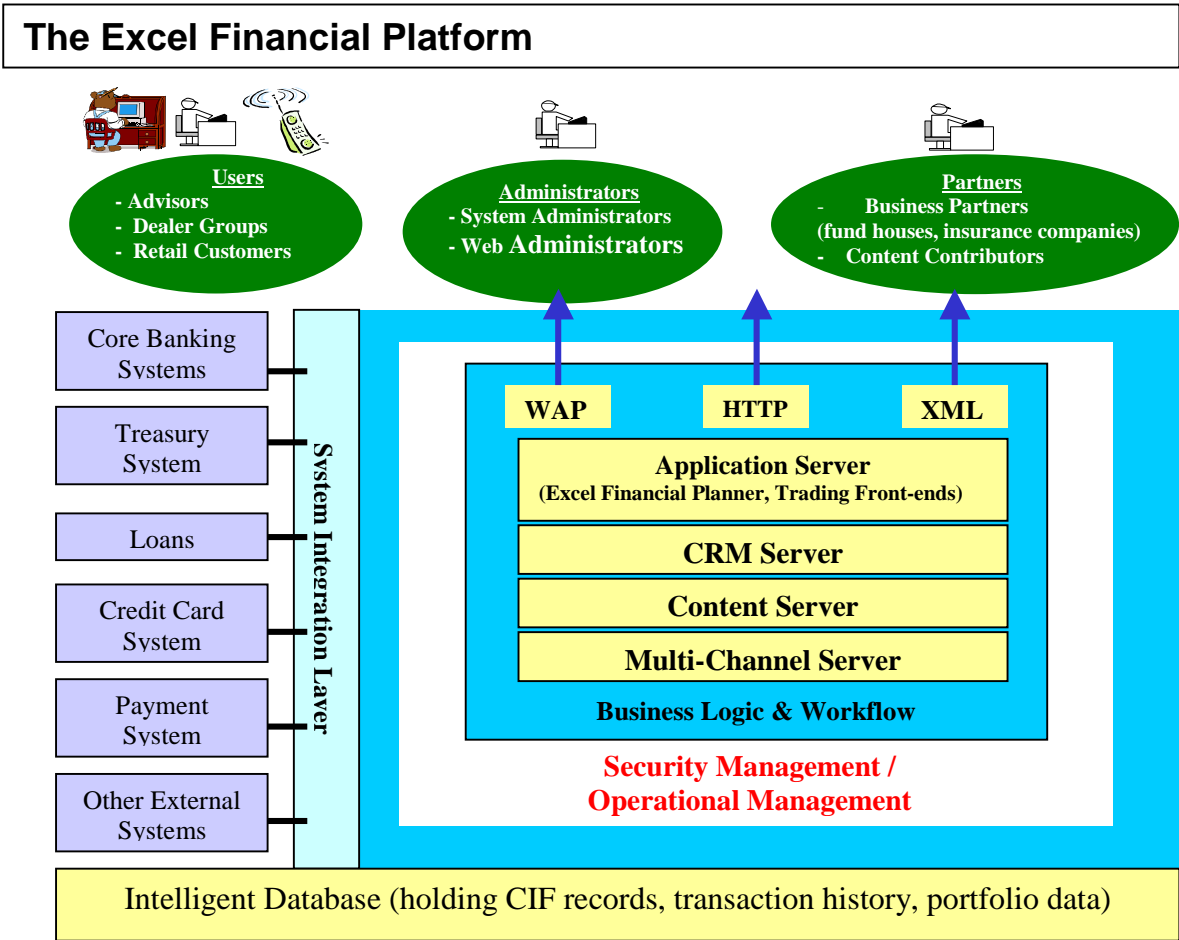 The Excel Financial Platform
Users
- Advisors
- Dealer Groups
- Retail Customers
Administrators
- System Administrators
- Web Administrators
Partners
- Business Partners
(fund houses, insurance companies)
- Content Contributors
Core Banking
Systems
Treasury
System
Loans
Credit Card
System
Payment
System
Other External
Systems
System Integration Layer
WAP
HTTP
XML
Application Server
(Excel Financial Planner, Trading Front-ends)
CRM Server
Content Server
Multi-Channel Server
Business Logic & Workflow
Security Management /
Operational Management
Intelligent Database (holding CIF records, transaction history, portfolio data)